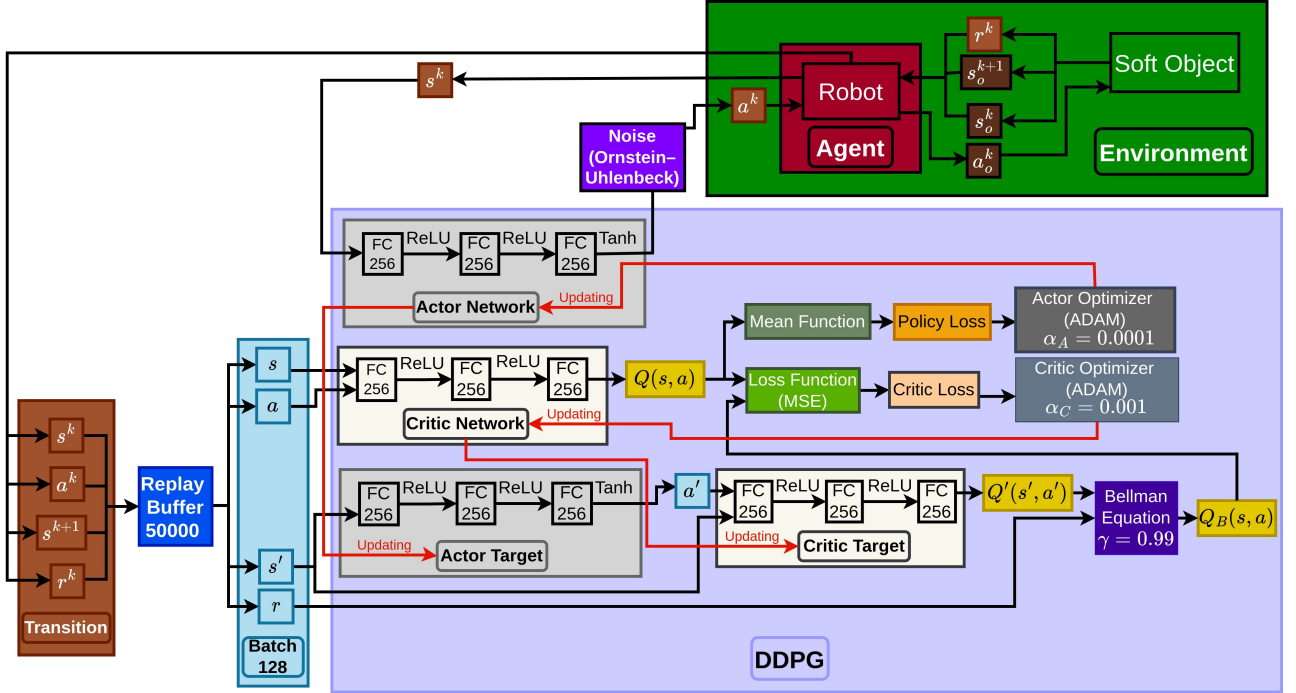 r^k
Soft Object
s_o^{k+1}
s^k
a^k
Robot
s_o^k
Noise
(Ornstein–
Uhlenbeck)
Agent
a_o^k
Environment
FC
256
ReLU
FC
256
ReLU
FC
256
Tanh
Actor Network
Updating
Mean Function
Policy Loss
Actor Optimizer
(ADAM)
α_A = 0.0001
s
a
FC
256
ReLU
FC
256
ReLU
FC
256
Q(s, a)
Loss Function
(MSE)
Critic Loss
Critic Optimizer
(ADAM)
α_C = 0.001
Critic Network
Updating
s^k
a^k
s^{k+1}
r^k
Transition
Replay
Buffer
50000
FC
256
ReLU
FC
256
ReLU
FC
256
Tanh
a′
FC
256
ReLU
FC
256
ReLU
FC
256
Q′(s′, a′)
Bellman
Equation
γ = 0.99
Q_B(s, a)
Updating
Actor Target
Updating
Critic Target
s′
r
Batch
128
DDPG